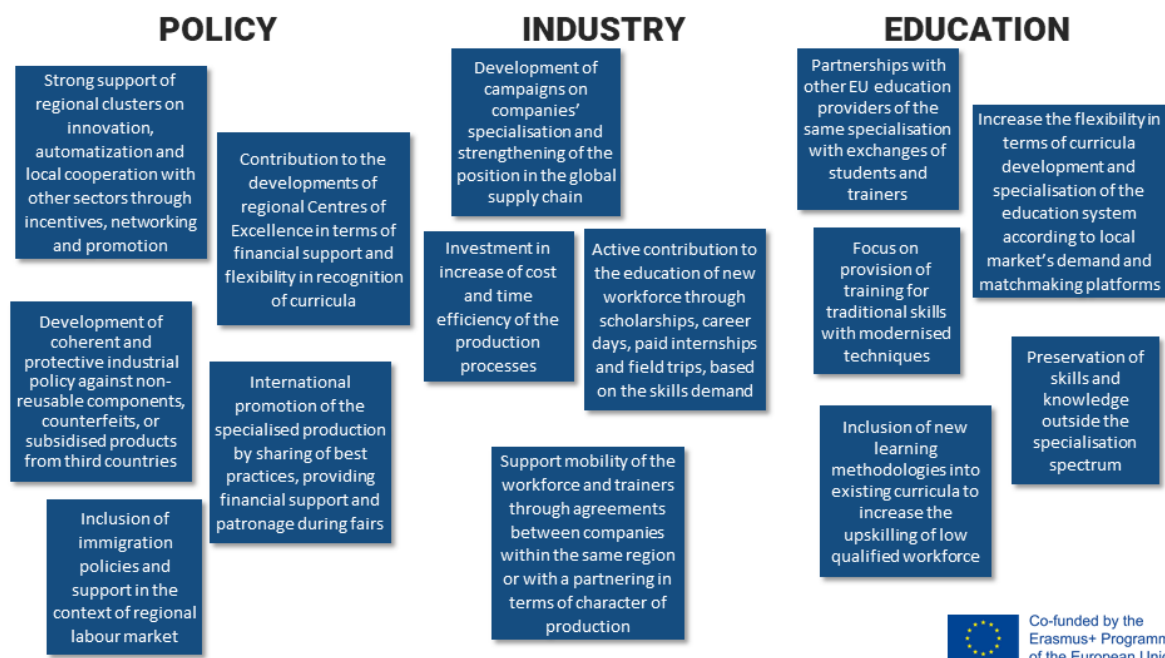 POLICY
Strong support of
regional clusters on
innovation,
automatization and
local cooperation with
other sectors through
incentives, networking
and promotion
Contribution to the
developments of
regional Centres of
Excellence in terms of
financial support and
flexibility in recognition
of curricula
Development of
coherent and
protective industrial
policy against non-
reusable components,
counterfeits, or
subsidised products
from third countries
International
promotion of the
specialised production
by sharing of best
practices, providing
financial support and
patronage during fairs
Inclusion of
immigration
policies and
support in the
context of regional
labour market
INDUSTRY
Development of
campaigns on
companies'
specialisation and
strengthening of the
position in the global
supply chain
Investment in
increase of cost
and time
efficiency of the
production
processes
Active contribution to
the education of new
workforce through
scholarships, career
days, paid internships
and field trips, based
on the skills demand
Support mobility of the
workforce and trainers
through agreements
between companies
within the same region
or with a partnering in
terms of character of
production
EDUCATION
Partnerships with
other EU education
providers of the
same specialisation
with exchanges of
students and
trainers
Increase the flexibility in
terms of curricula
development and
specialisation of the
education system
according to local
market's demand and
matchmaking platforms
Focus on
provision of
training for
traditional skills
with modernised
techniques
Preservation of
skills and
knowledge
outside the
specialisation
spectrum
Inclusion of new
learning
methodologies into
existing curricula to
increase the
upskilling of low
qualified workforce
Co-funded by the
Erasmus+ Programm
of the European Unio